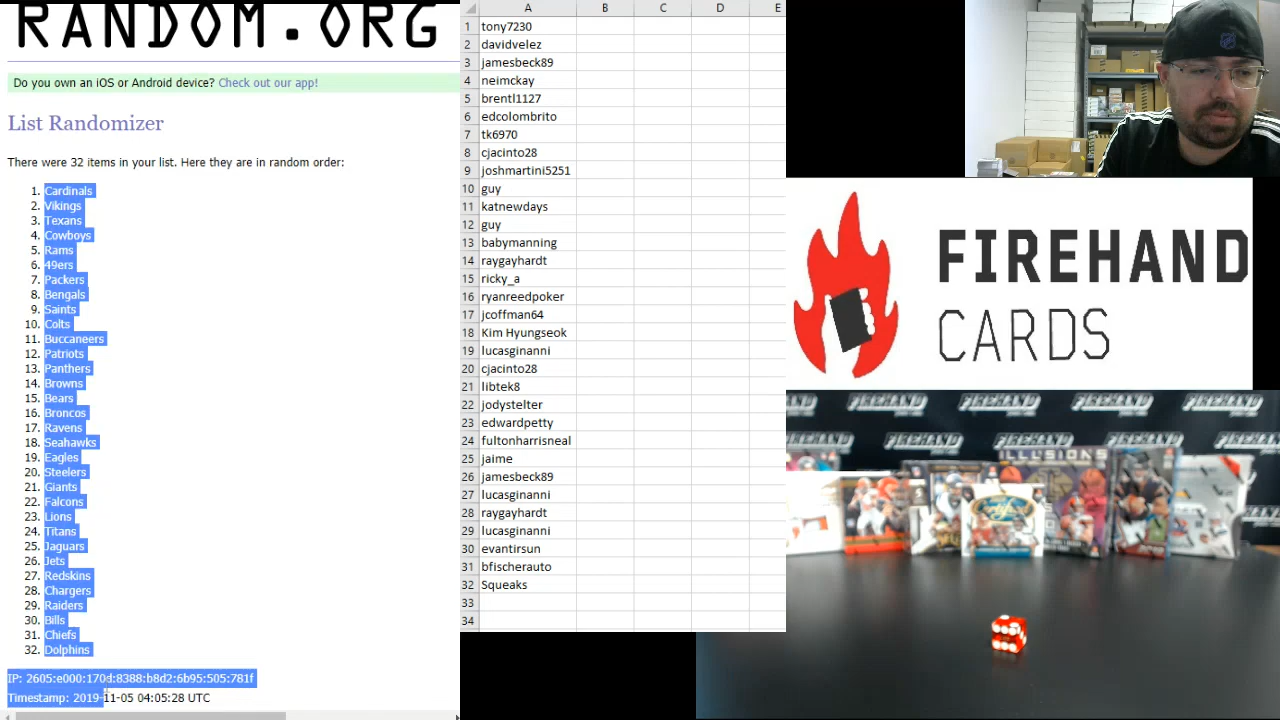 RANDOM.ORG
Do you own an iOS or Android device? Check out our app!
List Randomizer
There were 32 items in your list. Here they are in random order:
1. Cardinals
2. Vikings
3. Texans
4. Cowboys
5. Rams
6. 49ers
7. Packers
8. Bengals
9. Saints
10. Colts
11. Buccaneers
12. Patriots
13. Panthers
14. Browns
15. Bears
16. Broncos
17. Ravens
18. Seahawks
19. Eagles
20. Steelers
21. Giants
22. Falcons
23. Lions
24. Titans
25. Jaguars
26. Jets
27. Redskins
28. Chargers
29. Raiders
30. Bills
31. Chiefs
32. Dolphins
IP: 2605:e000:170d:8388:b8d2:6b95:505:781f
Timestamp: 2019-11-05 04:05:28 UTC
A B C D E
1 tony7230
2 davidvelez
3 jamesbeck89
4 neimckay
5 brentl1127
6 edcolombrito
7 tk6970
8 cjacinto28
9 joshmartini5251
10 guy
11 katnewdays
12 guy
13 babymanning
14 raygayhardt
15 ricky_a
16 ryanreedpoker
17 jcoffman64
18 Kim Hyungseok
19 lucasginanni
20 cjacinto28
21 libtek8
22 jodystelter
23 edwardpetty
24 fultonharrisneal
25 jaime
26 jamesbeck89
27 lucasginanni
28 raygayhardt
29 lucasginanni
30 evantirsun
31 bfischerauto
32 Squeaks
33
34
FIREHAND
CARDS
FIREHAND FIREHAND FIREHAND FIREHAND
FIREHAND FIREHAND FIREHAND
ILLUSIONS